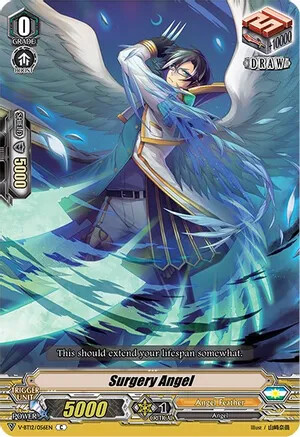 0
GRADE
BOOST
+10000
DRAW
5000
This should extend your lifespan somewhat.
Surgery Angel
TRIGGER
UNIT
POWER
5000
1
CRITICAL
Angel Feather
Angel
V-BT12/056EN C
Illust / 山崎奈苗